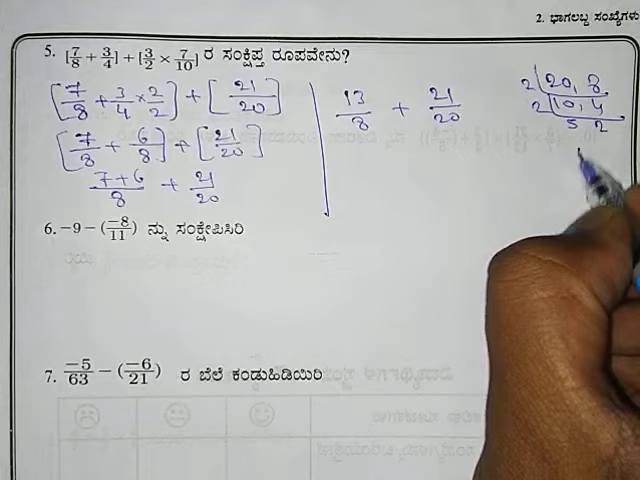 2. ಭಾಗಲಬ್ಧ ಸಂಖ್ಯೆಗಳು
5. [7/8 + 3/4] + [3/2 × 7/10] ರ ಸಂಕ್ಷಿಪ್ತ ರೂಪವೇನು?
[7/8 + 3/4 × 2/2] + [21/20]
[7/8 + 6/8] + [21/20]
7+6/8 + 21/20
13/8 + 21/20
2 20, 8
2 10, 4
5 2
6. −9 − (−8/11) ನ್ನು ಸಂಕ್ಷೇಪಿಸಿರಿ
7. −5/63 − (−6/21) ರ ಬೆಲೆ ಕಂಡುಹಿಡಿಯಿರಿ